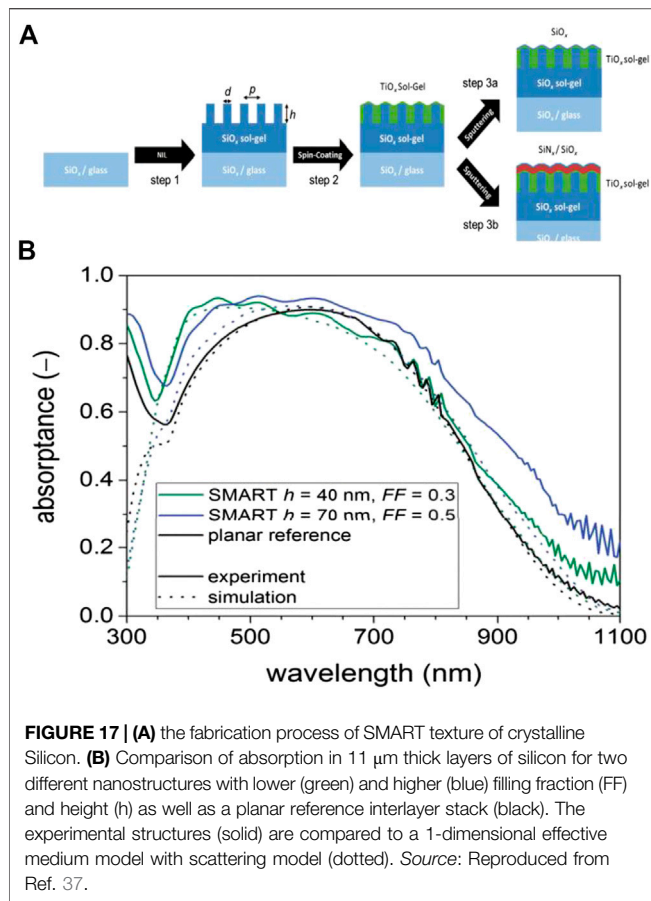 A
SiOx / glass
NIL
step 1
d
p
h
SiOx sol-gel
SiOx / glass
Spin-Coating
step 2
TiOx Sol-Gel
SiOx sol-gel
SiOx / glass
step 3a
Sputtering
Sputtering
step 3b
SiOx
TiOx sol-gel
SiOx sol-gel
SiOx / glass
SiNx / SiOx
TiOx sol-gel
SiOx sol-gel
SiOx / glass
B
absorptance (–)
1.0
0.8
0.6
0.4
0.2
0.0
SMART h = 40 nm, FF = 0.3
SMART h = 70 nm, FF = 0.5
planar reference
experiment
simulation
300 500 700 900 1100
wavelength (nm)
FIGURE 17 | (A) the fabrication process of SMART texture of crystalline
Silicon. (B) Comparison of absorption in 11 μm thick layers of silicon for two
different nanostructures with lower (green) and higher (blue) filling fraction (FF)
and height (h) as well as a planar reference interlayer stack (black). The
experimental structures (solid) are compared to a 1-dimensional effective
medium model with scattering model (dotted). Source: Reproduced from
Ref. 37.